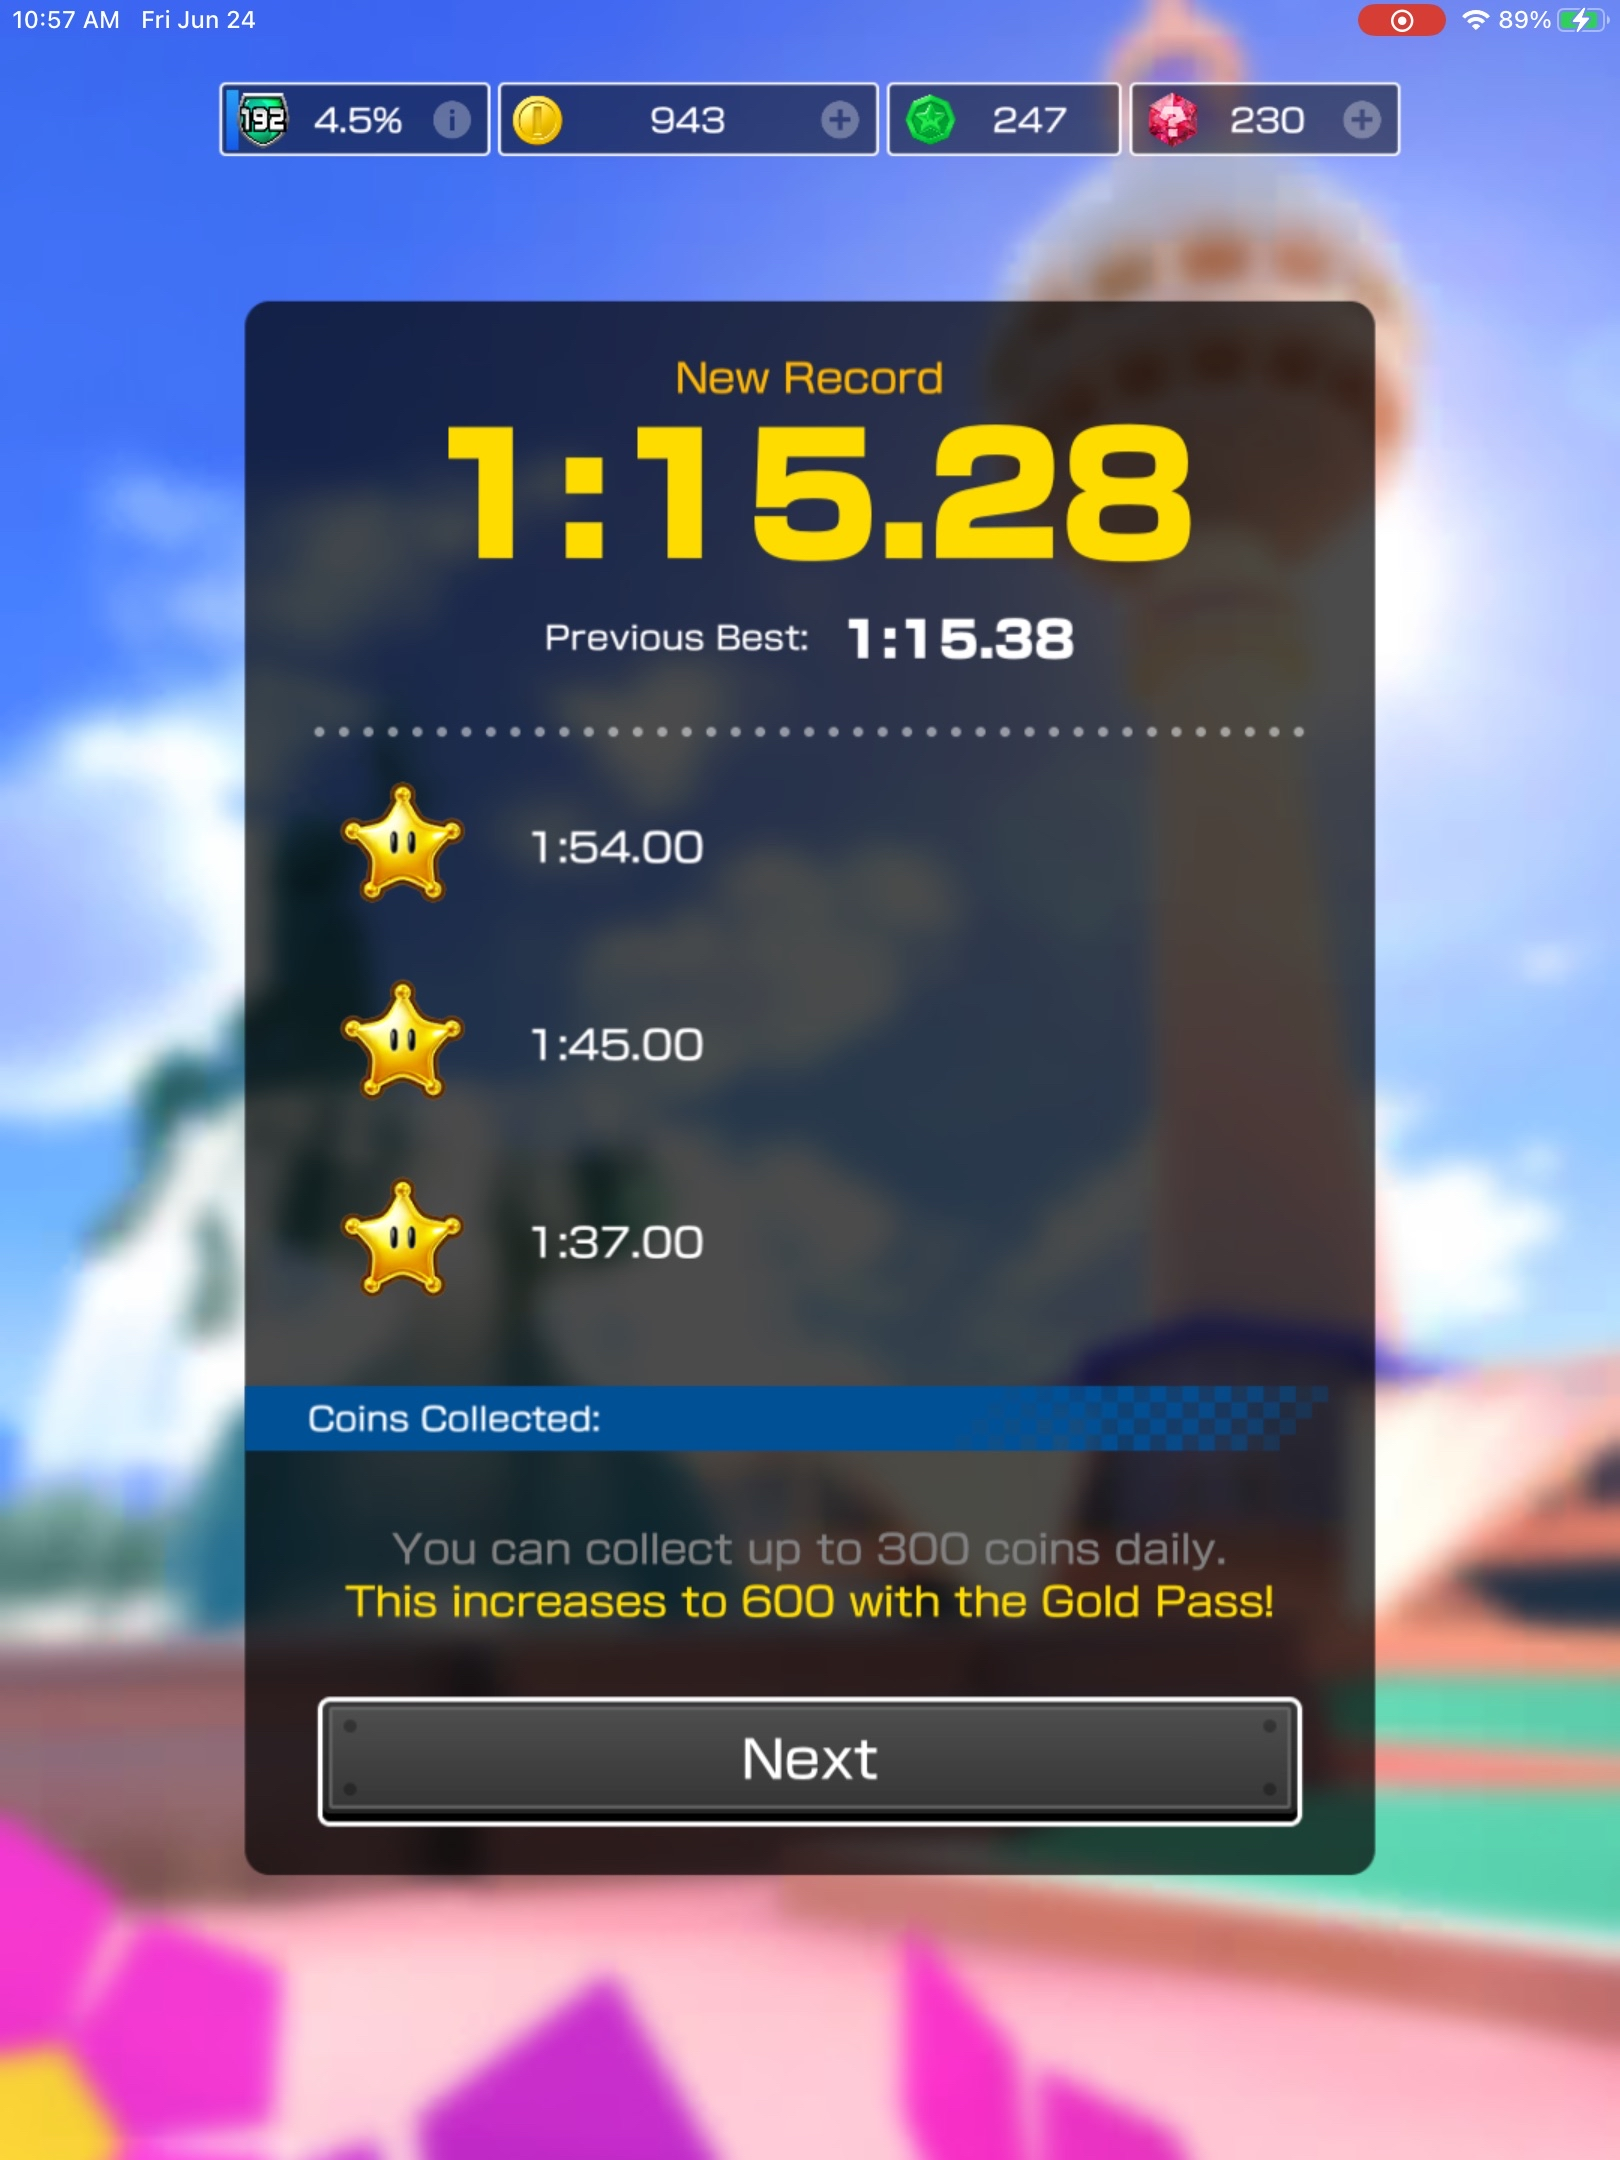 10:57 AM Fri Jun 24 89%
192 4.5% 943 247 230
New Record
1:15.28
Previous Best: 1:15.38
1:54.00
1:45.00
1:37.00
Coins Collected:
You can collect up to 300 coins daily.
This increases to 600 with the Gold Pass!
Next